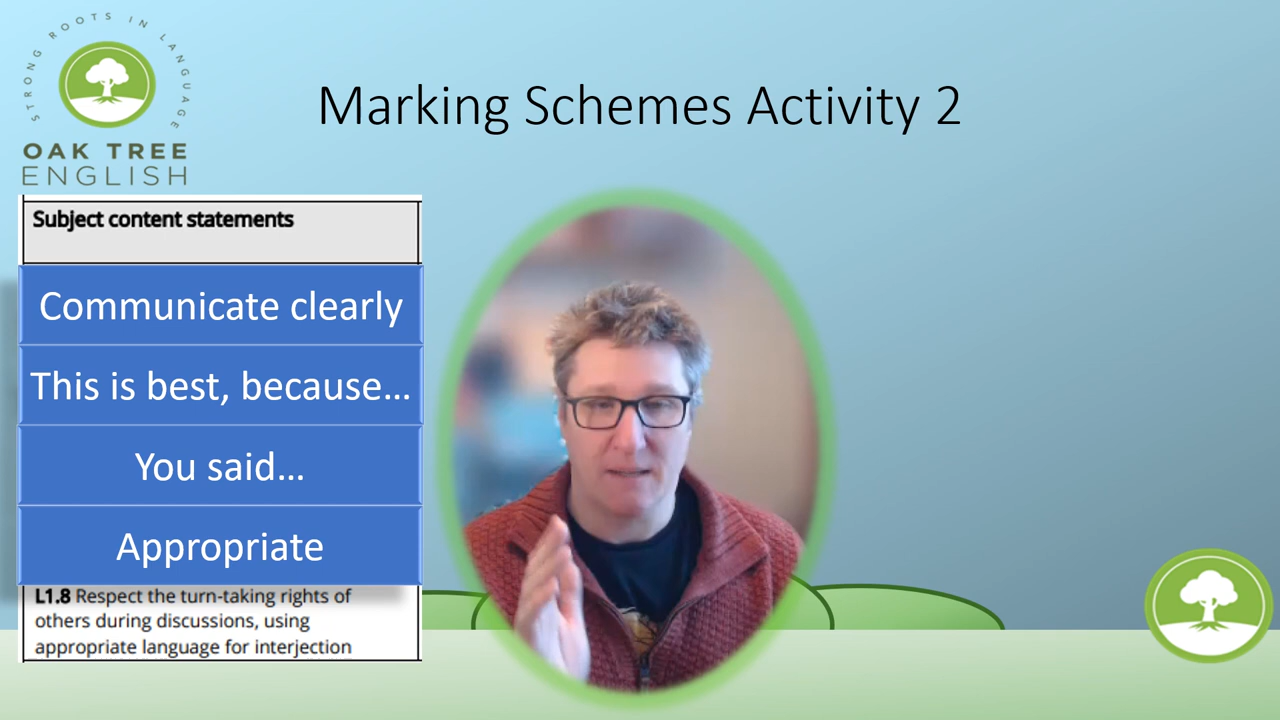 STRONG ROOTS IN LANGUAGE
OAK TREE
ENGLISH
Marking Schemes Activity 2
Subject content statements
Communicate clearly
This is best, because...
You said...
Appropriate
L1.8 Respect the turn-taking rights of
others during discussions, using
appropriate language for interjection